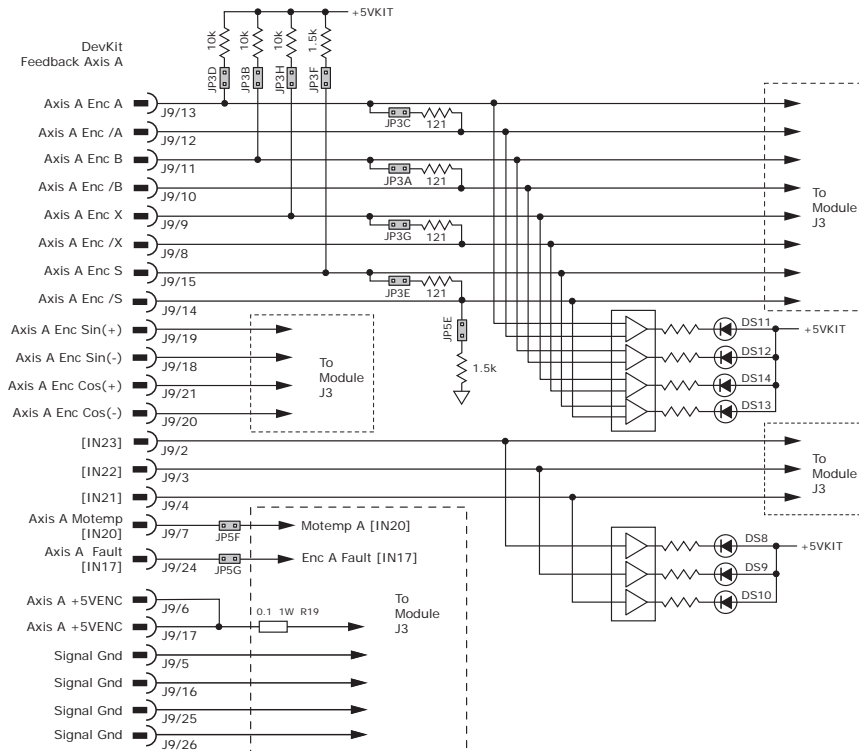 +5VKIT
10k
10k
10k
1.5k
DevKit
Feedback Axis A
JP3D
JP3B
JP3H
JP3F
Axis A Enc A
J9/13
JP3C
121
Axis A Enc /A
J9/12
Axis A Enc B
J9/11
JP3A
121
Axis A Enc /B
J9/10
Axis A Enc X
J9/9
JP3G
121
Axis A Enc /X
J9/8
Axis A Enc S
J9/15
JP3E
121
Axis A Enc /S
J9/14
To
Module
J3
JP5E
1.5k
Axis A Enc Sin(+)
J9/19
Axis A Enc Sin(-)
J9/18
Axis A Enc Cos(+)
J9/21
Axis A Enc Cos(-)
J9/20
To
Module
J3
DS11
+5VKIT
DS12
DS14
DS13
[IN23]
J9/2
[IN22]
J9/3
[IN21]
J9/4
To
Module
J3
Axis A Motemp
[IN20]
J9/7
JP5F
Motemp A [IN20]
Axis A Fault
[IN17]
J9/24
JP5G
Enc A Fault [IN17]
DS8
+5VKIT
DS9
DS10
Axis A +5VENC
J9/6
Axis A +5VENC
J9/17
0.1 1W R19
To
Module
J3
Signal Gnd
J9/5
Signal Gnd
J9/16
Signal Gnd
J9/25
Signal Gnd
J9/26